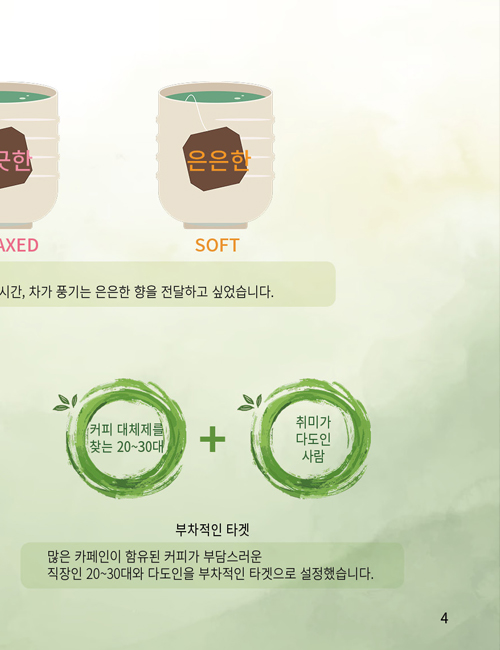 은은한
SOFT
시간, 차가 풍기는 은은한 향을 전달하고 싶었습니다.
커피 대체제를
찾는 20~30대
+
취미가
다도인
사람
부차적인 타겟
많은 카페인이 함유된 커피가 부담스러운
직장인 20~30대와 다도인을 부차적인 타겟으로 설정했습니다.
4